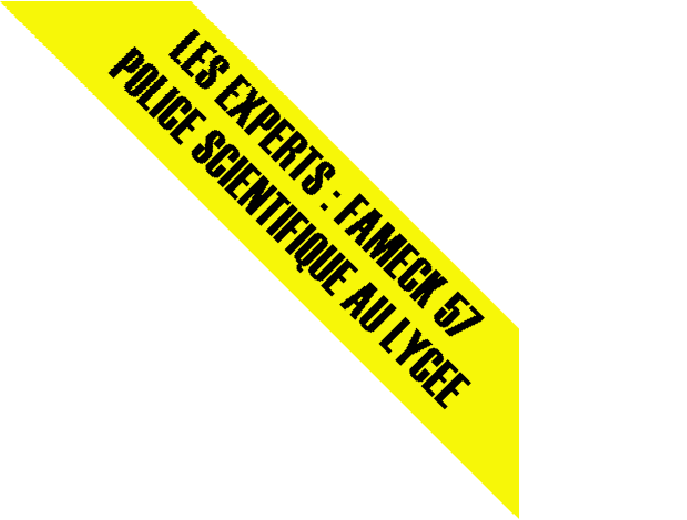 LES EXPERTS : FAMECK 57
POLICE SCIENTIFIQUE AU LYCEE